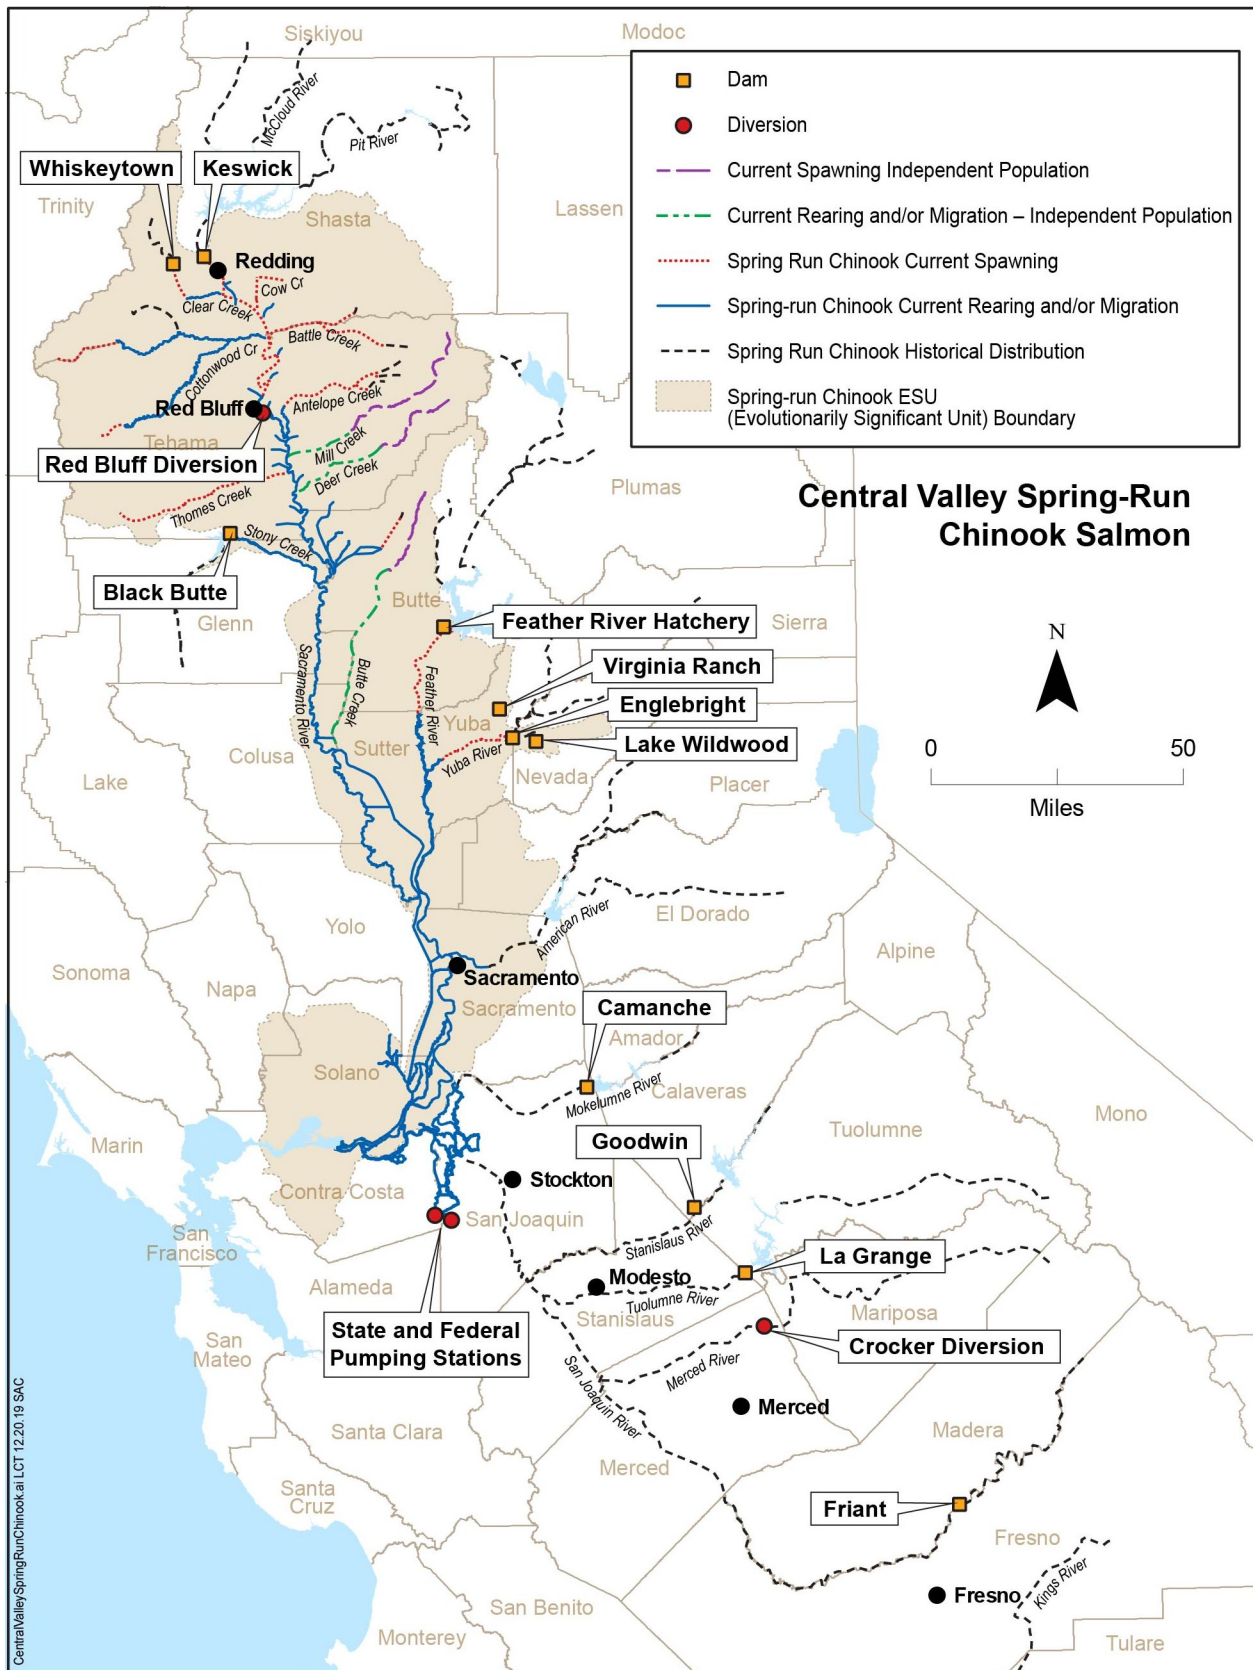 Siskiyou
Modoc
McCloud River
Pit River
Dam
Diversion
Current Spawning Independent Population
Current Rearing and/or Migration – Independent Population
Spring Run Chinook Current Spawning
Spring-run Chinook Current Rearing and/or Migration
Spring Run Chinook Historical Distribution
Spring-run Chinook ESU
(Evolutionarily Significant Unit) Boundary
Whiskeytown
Keswick
Trinity
Shasta
Lassen
Redding
Cow Cr
Clear Creek
Battle Creek
Cottonwood Cr
Antelope Creek
Red Bluff
Tehama
Mill Creek
Deer Creek
Red Bluff Diversion
Thomes Creek
Plumas
Central Valley Spring-Run
Chinook Salmon
Stony Creek
Black Butte
Butte
Glenn
Feather River Hatchery
Sierra
N
Virginia Ranch
Sacramento River
Butte Creek
Feather River
Englebright
Yuba
Lake Wildwood
Yuba River
Colusa
Sutter
Nevada
Lake
Placer
0
50
Miles
Yolo
American River
El Dorado
Alpine
Sonoma
Napa
Sacramento
Sacramento
Camanche
Amador
Solano
Mokelumne River
Calaveras
Mono
Marin
Goodwin
Tuolumne
Stockton
Contra Costa
San Joaquin
San
Francisco
Stanislaus River
La Grange
Alameda
Modesto
Tuolumne River
Stanislaus
Mariposa
State and Federal
Pumping Stations
San
Mateo
Crocker Diversion
Merced River
San Joaquin River
Merced
Santa Clara
Madera
Merced
Santa
Cruz
Friant
Fresno
Kings River
Fresno
San Benito
Monterey
Tulare
CentralValleySpringRunChinook.ai LCT 12.20.19 SAC